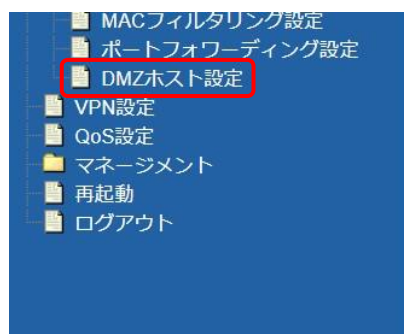 MACフィルタリング設定
ポートフォワーディング設定
DMZホスト設定
VPN設定
QoS設定
マネージメント
再起動
ログアウト